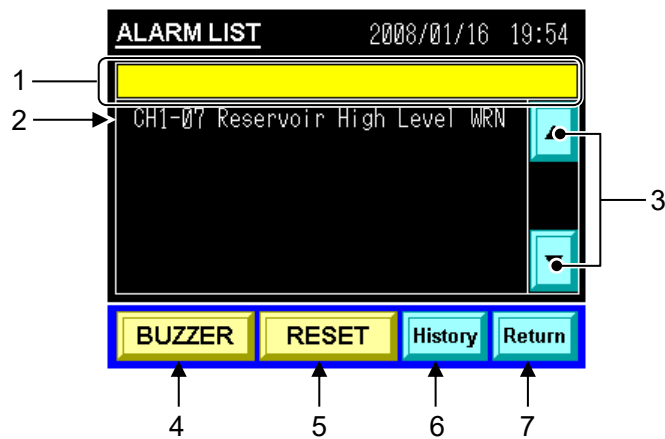 ALARM LIST 2008/01/16 19:54
1
2 CH1-07 Reservoir High Level WRN
3
BUZZER RESET History Return
4 5 6 7